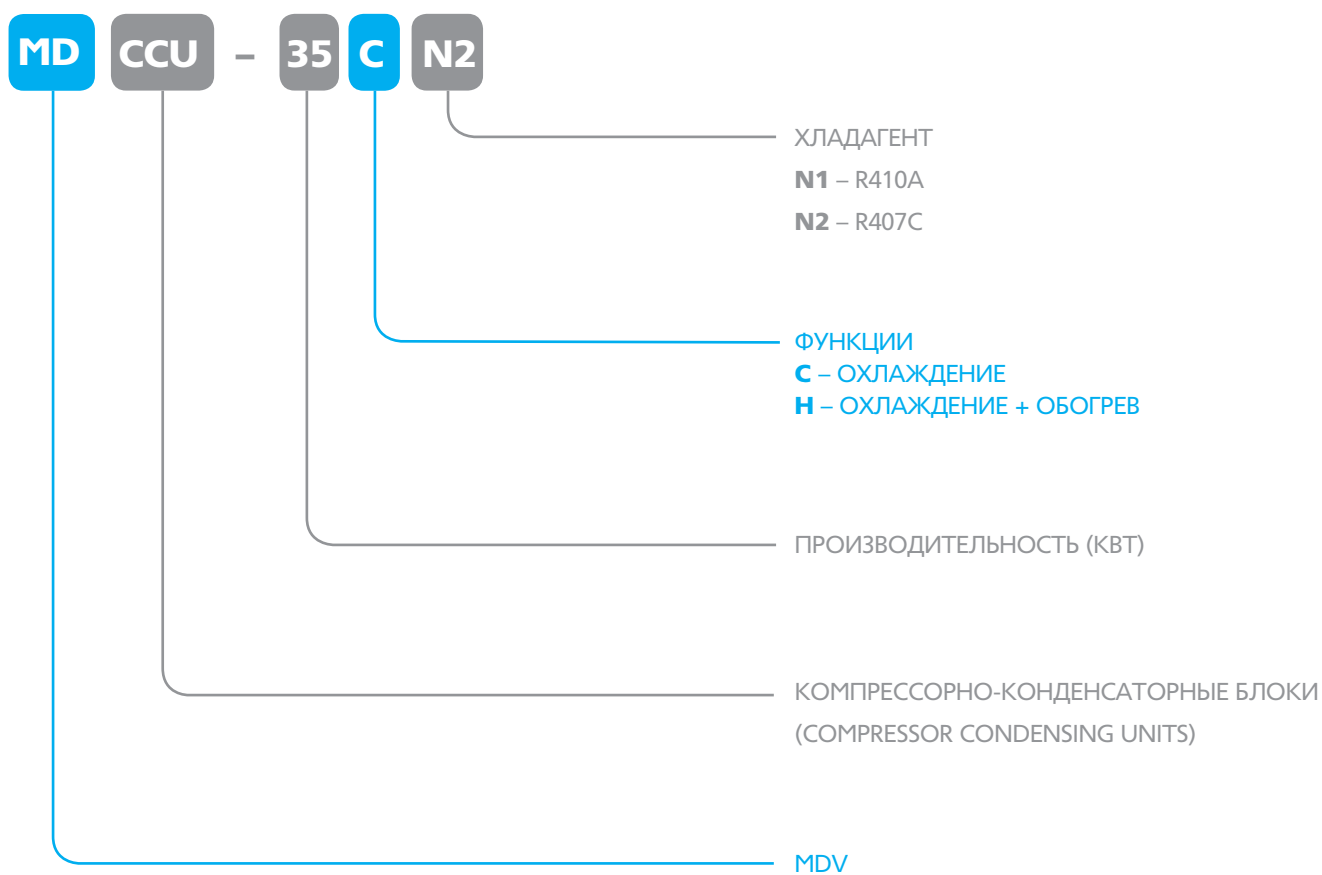 MD CCU – 35 C N2
ХЛАДАГЕНТ
N1 – R410A
N2 – R407C
ФУНКЦИИ
C – ОХЛАЖДЕНИЕ
H – ОХЛАЖДЕНИЕ + ОБОГРЕВ
ПРОИЗВОДИТЕЛЬНОСТЬ (КВТ)
КОМПРЕССОРНО-КОНДЕНСАТОРНЫЕ БЛОКИ
(COMPRESSOR CONDENSING UNITS)
MDV